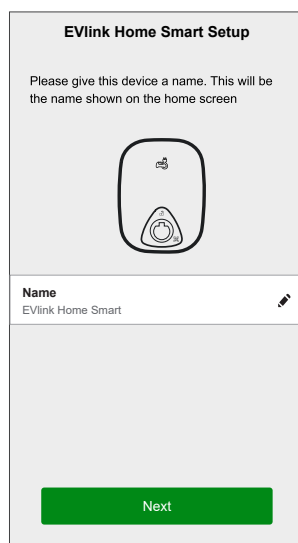 EVlink Home Smart Setup
Please give this device a name. This will be
the name shown on the home screen
Name
EVlink Home Smart
Next